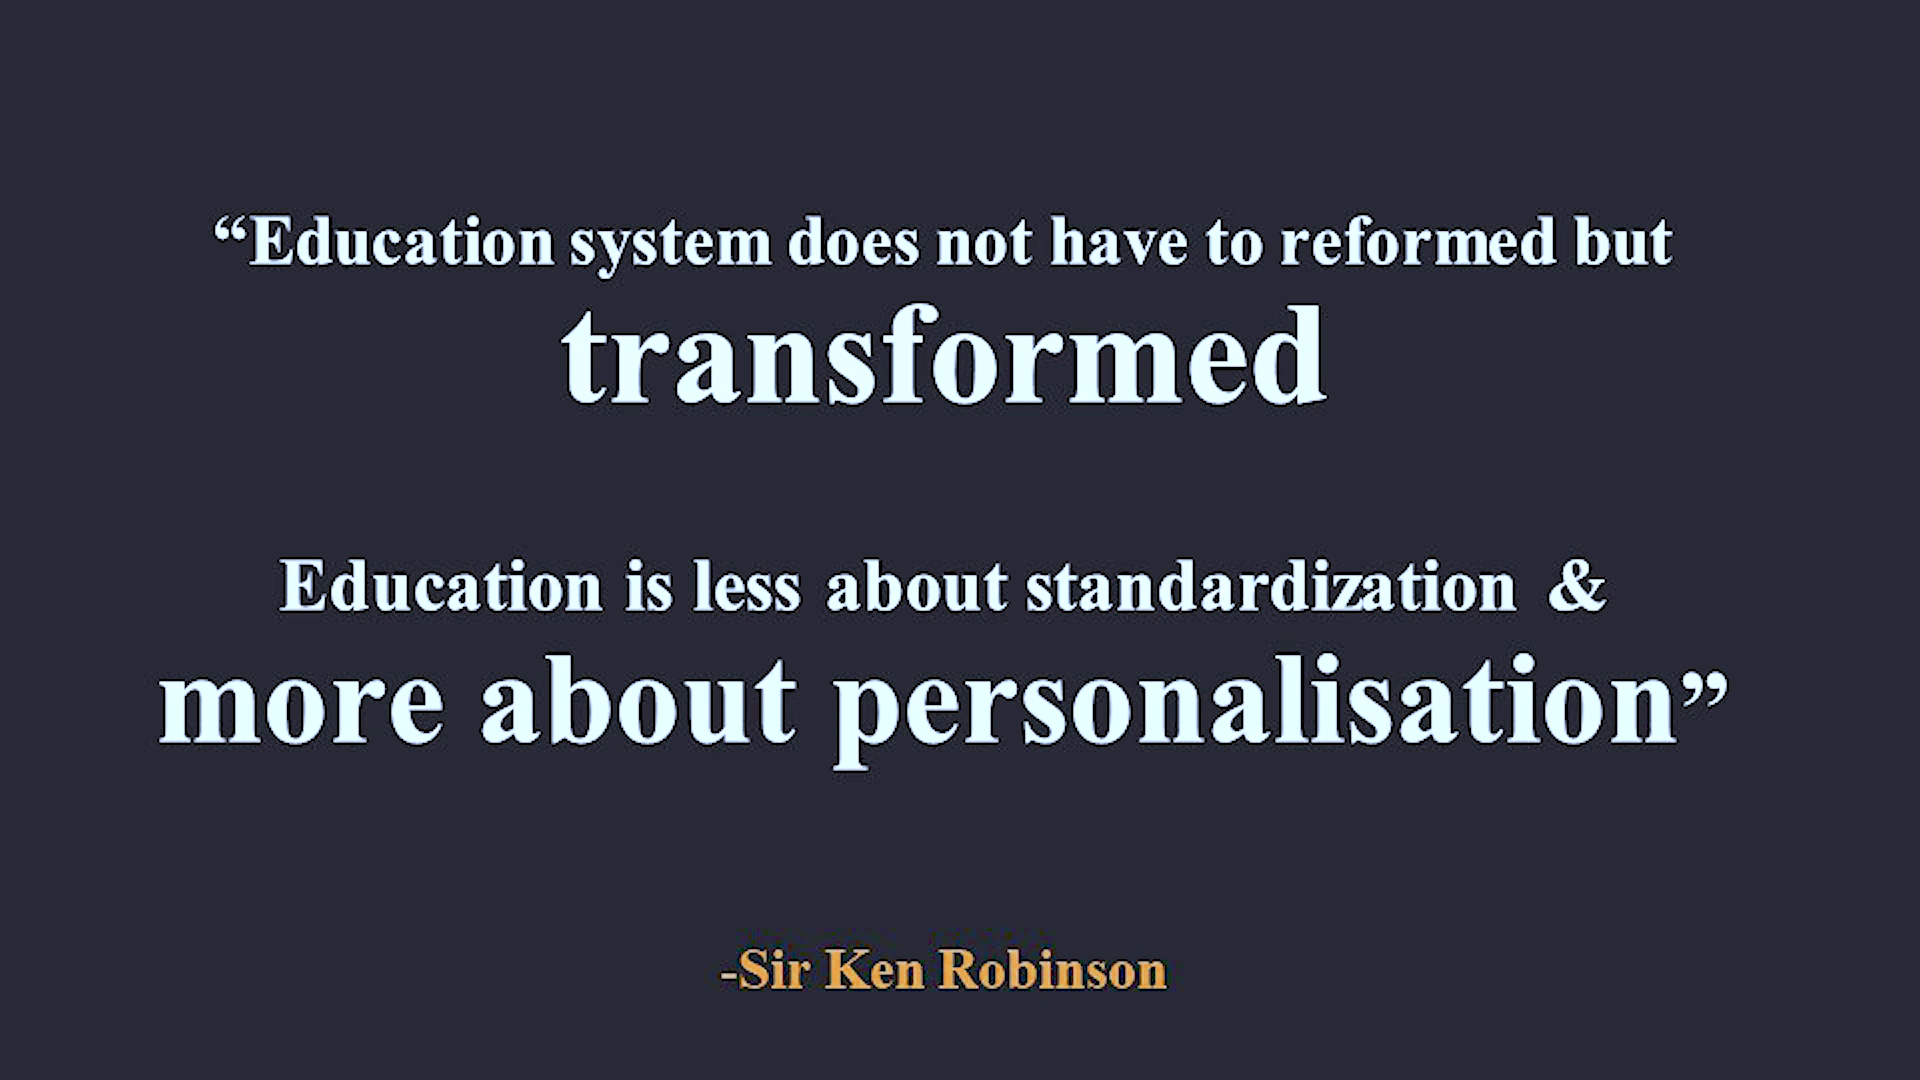 “Education system does not have to reformed but
transformed
Education is less about standardization &
more about personalisation”
-Sir Ken Robinson